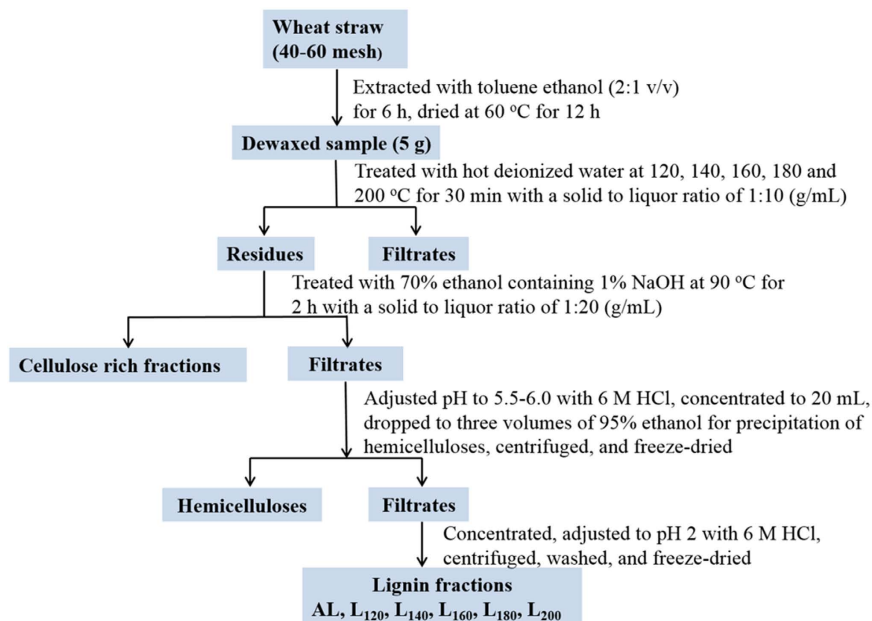 Wheat straw
(40-60 mesh)
Extracted with toluene ethanol (2:1 v/v)
for 6 h, dried at 60 °C for 12 h
Dewaxed sample (5 g)
Treated with hot deionized water at 120, 140, 160, 180 and
200 °C for 30 min with a solid to liquor ratio of 1:10 (g/mL)
Residues
Filtrates
Treated with 70% ethanol containing 1% NaOH at 90 °C for
2 h with a solid to liquor ratio of 1:20 (g/mL)
Cellulose rich fractions
Filtrates
Adjusted pH to 5.5-6.0 with 6 M HCl, concentrated to 20 mL,
dropped to three volumes of 95% ethanol for precipitation of
hemicelluloses, centrifuged, and freeze-dried
Hemicelluloses
Filtrates
Concentrated, adjusted to pH 2 with 6 M HCl,
centrifuged, washed, and freeze-dried
Lignin fractions
AL, L₁₂₀, L₁₄₀, L₁₆₀, L₁₈₀, L₂₀₀